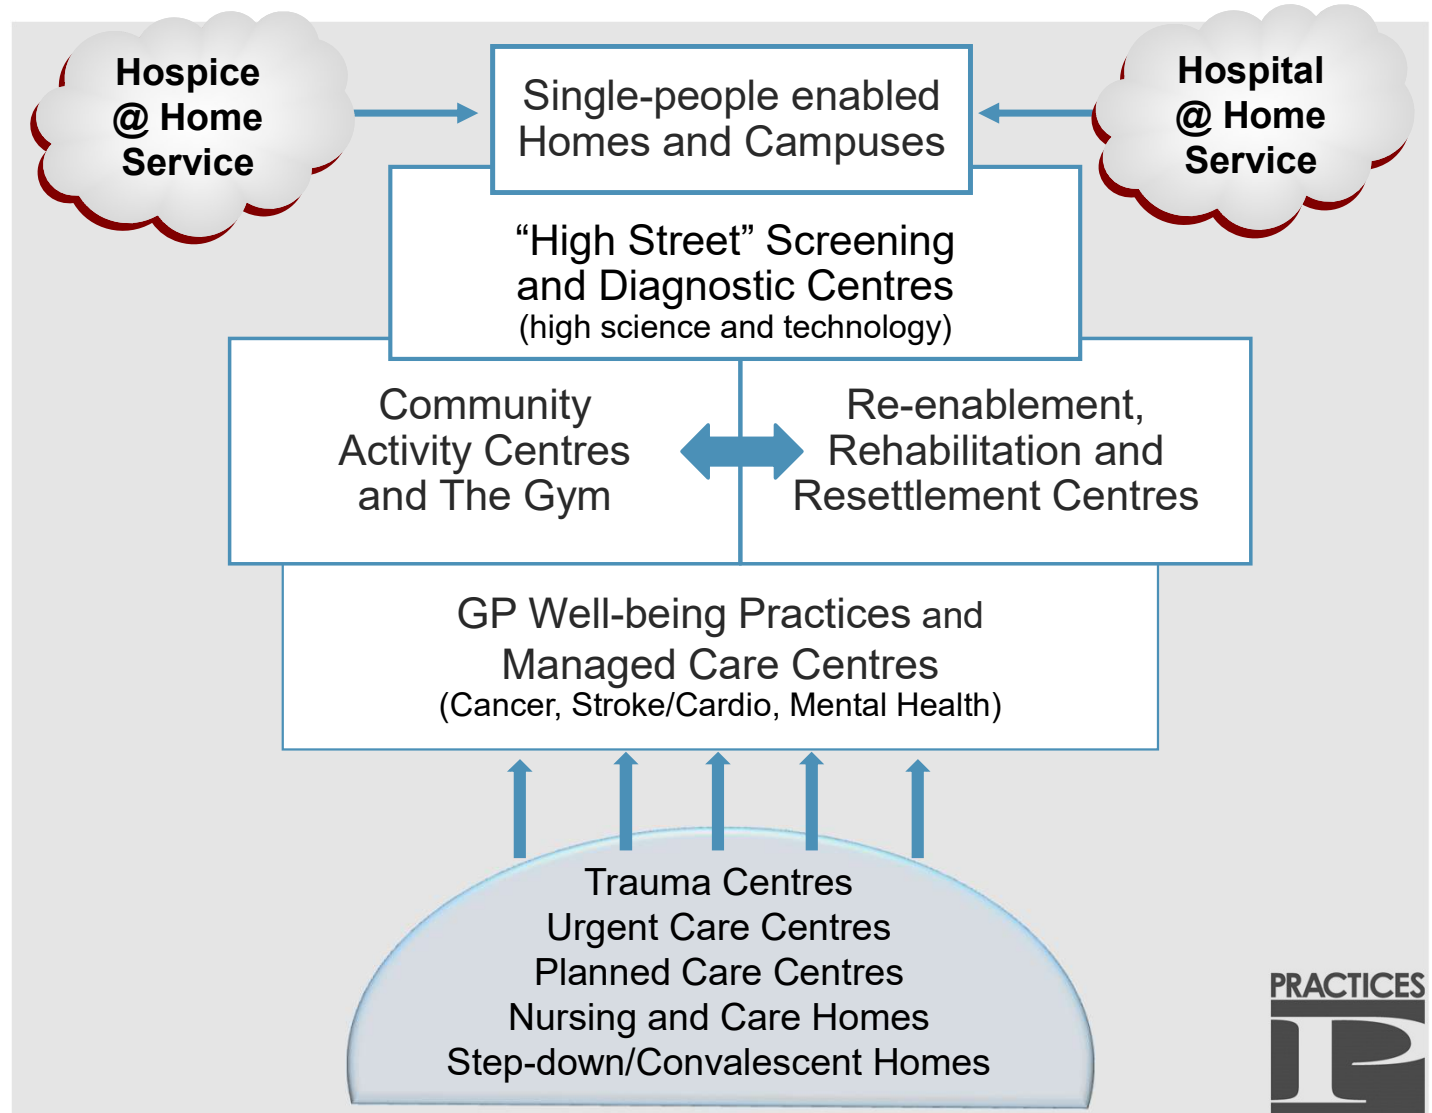 Hospice
@ Home
Service
Single-people enabled
Homes and Campuses
Hospital
@ Home
Service
“High Street” Screening
and Diagnostic Centres
(high science and technology)
Community
Activity Centres
and The Gym
Re-enablement,
Rehabilitation and
Resettlement Centres
GP Well-being Practices and
Managed Care Centres
(Cancer, Stroke/Cardio, Mental Health)
Trauma Centres
Urgent Care Centres
Planned Care Centres
Nursing and Care Homes
Step-down/Convalescent Homes
PRACTICES
P